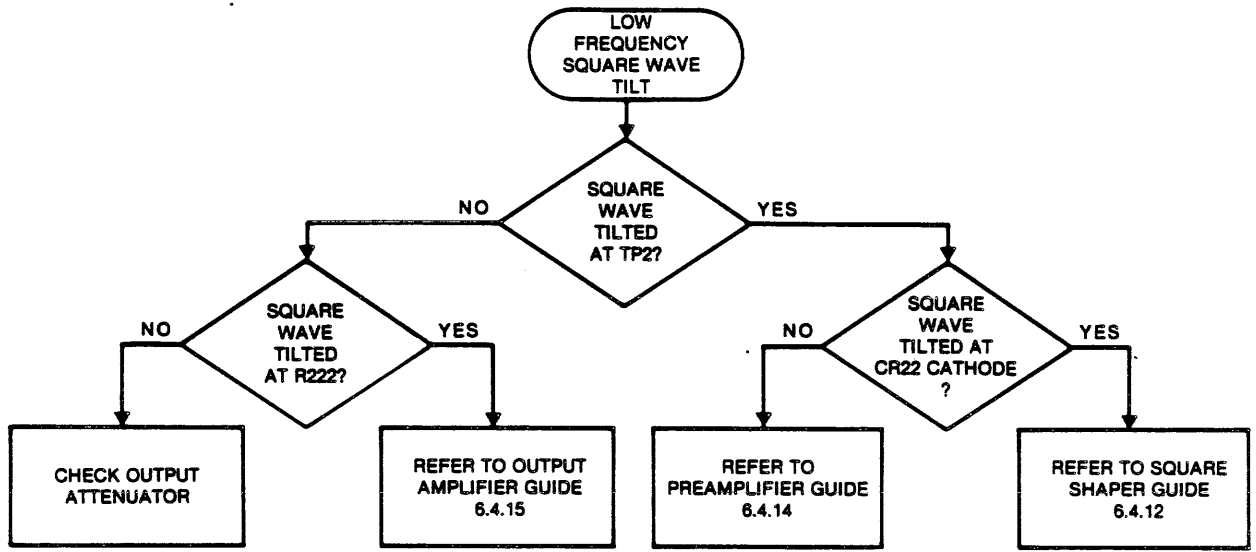 LOW
FREQUENCY
SQUARE WAVE
TILT
SQUARE
WAVE
TILTED
AT TP2?
NO
YES
SQUARE
WAVE
TILTED
AT R222?
NO
YES
SQUARE
WAVE
TILTED AT
CR22 CATHODE
?
NO
YES
CHECK OUTPUT
ATTENUATOR
REFER TO OUTPUT
AMPLIFIER GUIDE
6.4.15
REFER TO
PREAMPLIFIER GUIDE
6.4.14
REFER TO SQUARE
SHAPER GUIDE
6.4.12